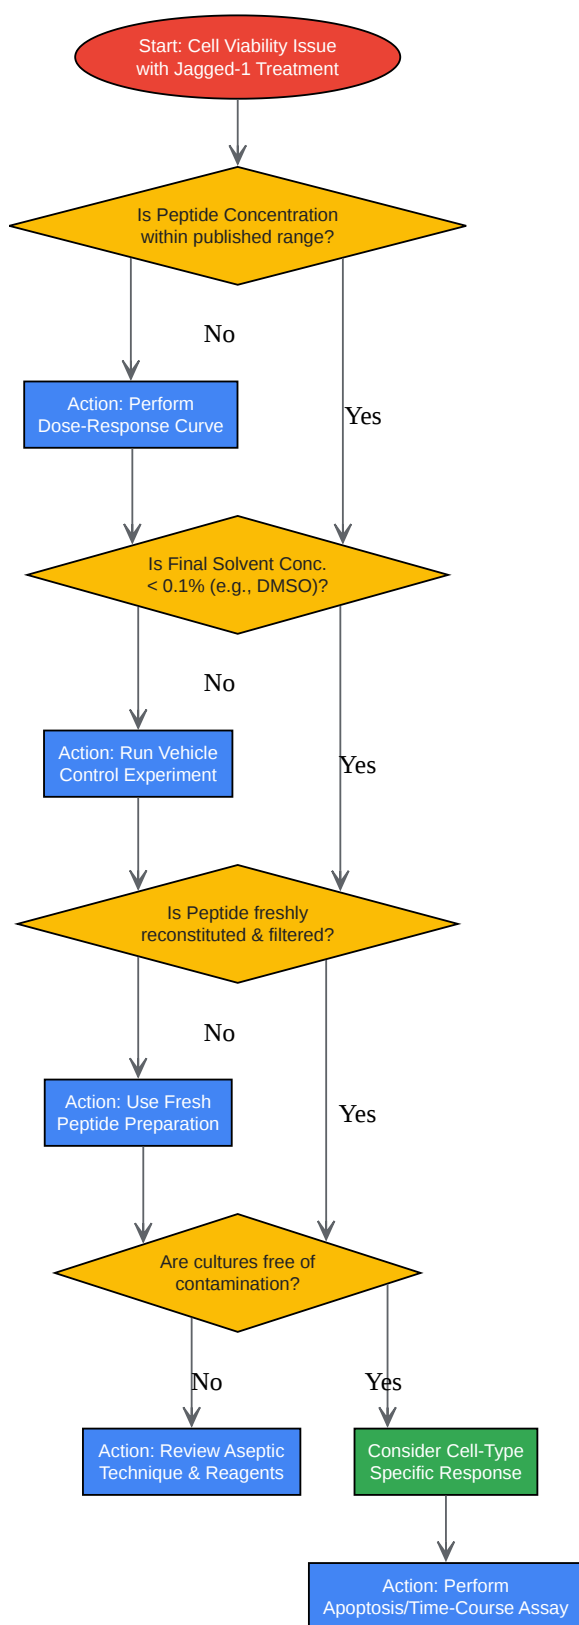 Start: Cell Viability Issue
with Jagged-1 Treatment
Is Peptide Concentration
within published range?
No
Action: Perform
Dose-Response Curve
Yes
Is Final Solvent Conc.
< 0.1% (e.g., DMSO)?
No
Action: Run Vehicle
Control Experiment
Yes
Is Peptide freshly
reconstituted & filtered?
No
Action: Use Fresh
Peptide Preparation
Yes
Are cultures free of
contamination?
No
Yes
Action: Review Aseptic
Technique & Reagents
Consider Cell-Type
Specific Response
Action: Perform
Apoptosis/Time-Course Assay